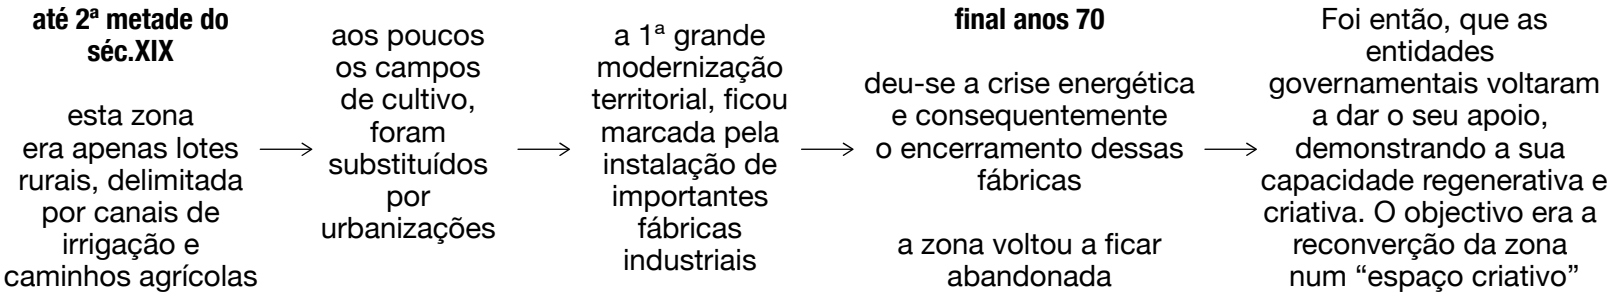 até 2ª metade do
séc.XIX
esta zona
era apenas lotes
rurais, delimitada
por canais de
irrigação e
caminhos agrícolas
aos poucos
os campos
de cultivo,
foram
substituídos
por
urbanizações
a 1ª grande
modernização
territorial, ficou
marcada pela
instalação de
importantes
fábricas
industriais
final anos 70
deu-se a crise energética
e consequentemente
o encerramento dessas
fábricas
a zona voltou a ficar
abandonada
Foi então, que as
entidades
governamentais voltaram
a dar o seu apoio,
demonstrando a sua
capacidade regenerativa e
criativa. O objectivo era a
reconverção da zona
num “espaço criativo”